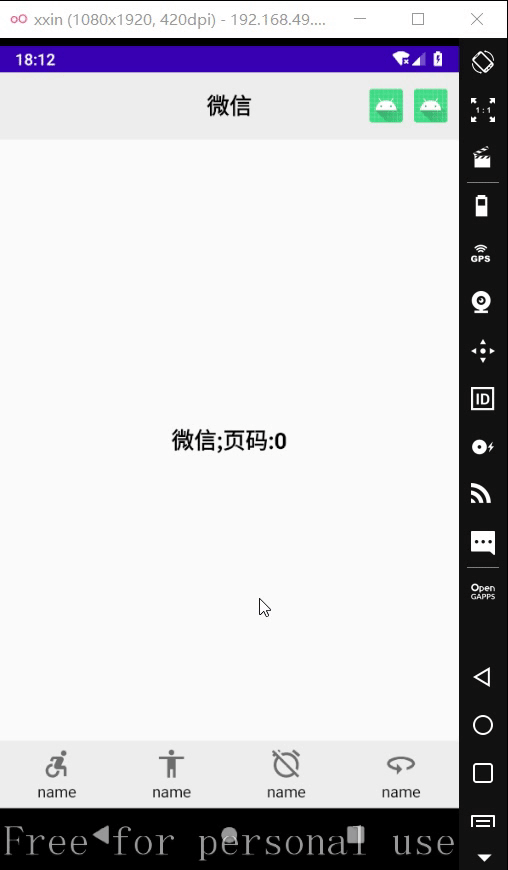 xxin (1080x1920, 420dpi) - 192.168.49....
18:12
微信
1:1
GPS
微信;页码:0
ID
Open
GAPPS
name name name name
Free for personal use